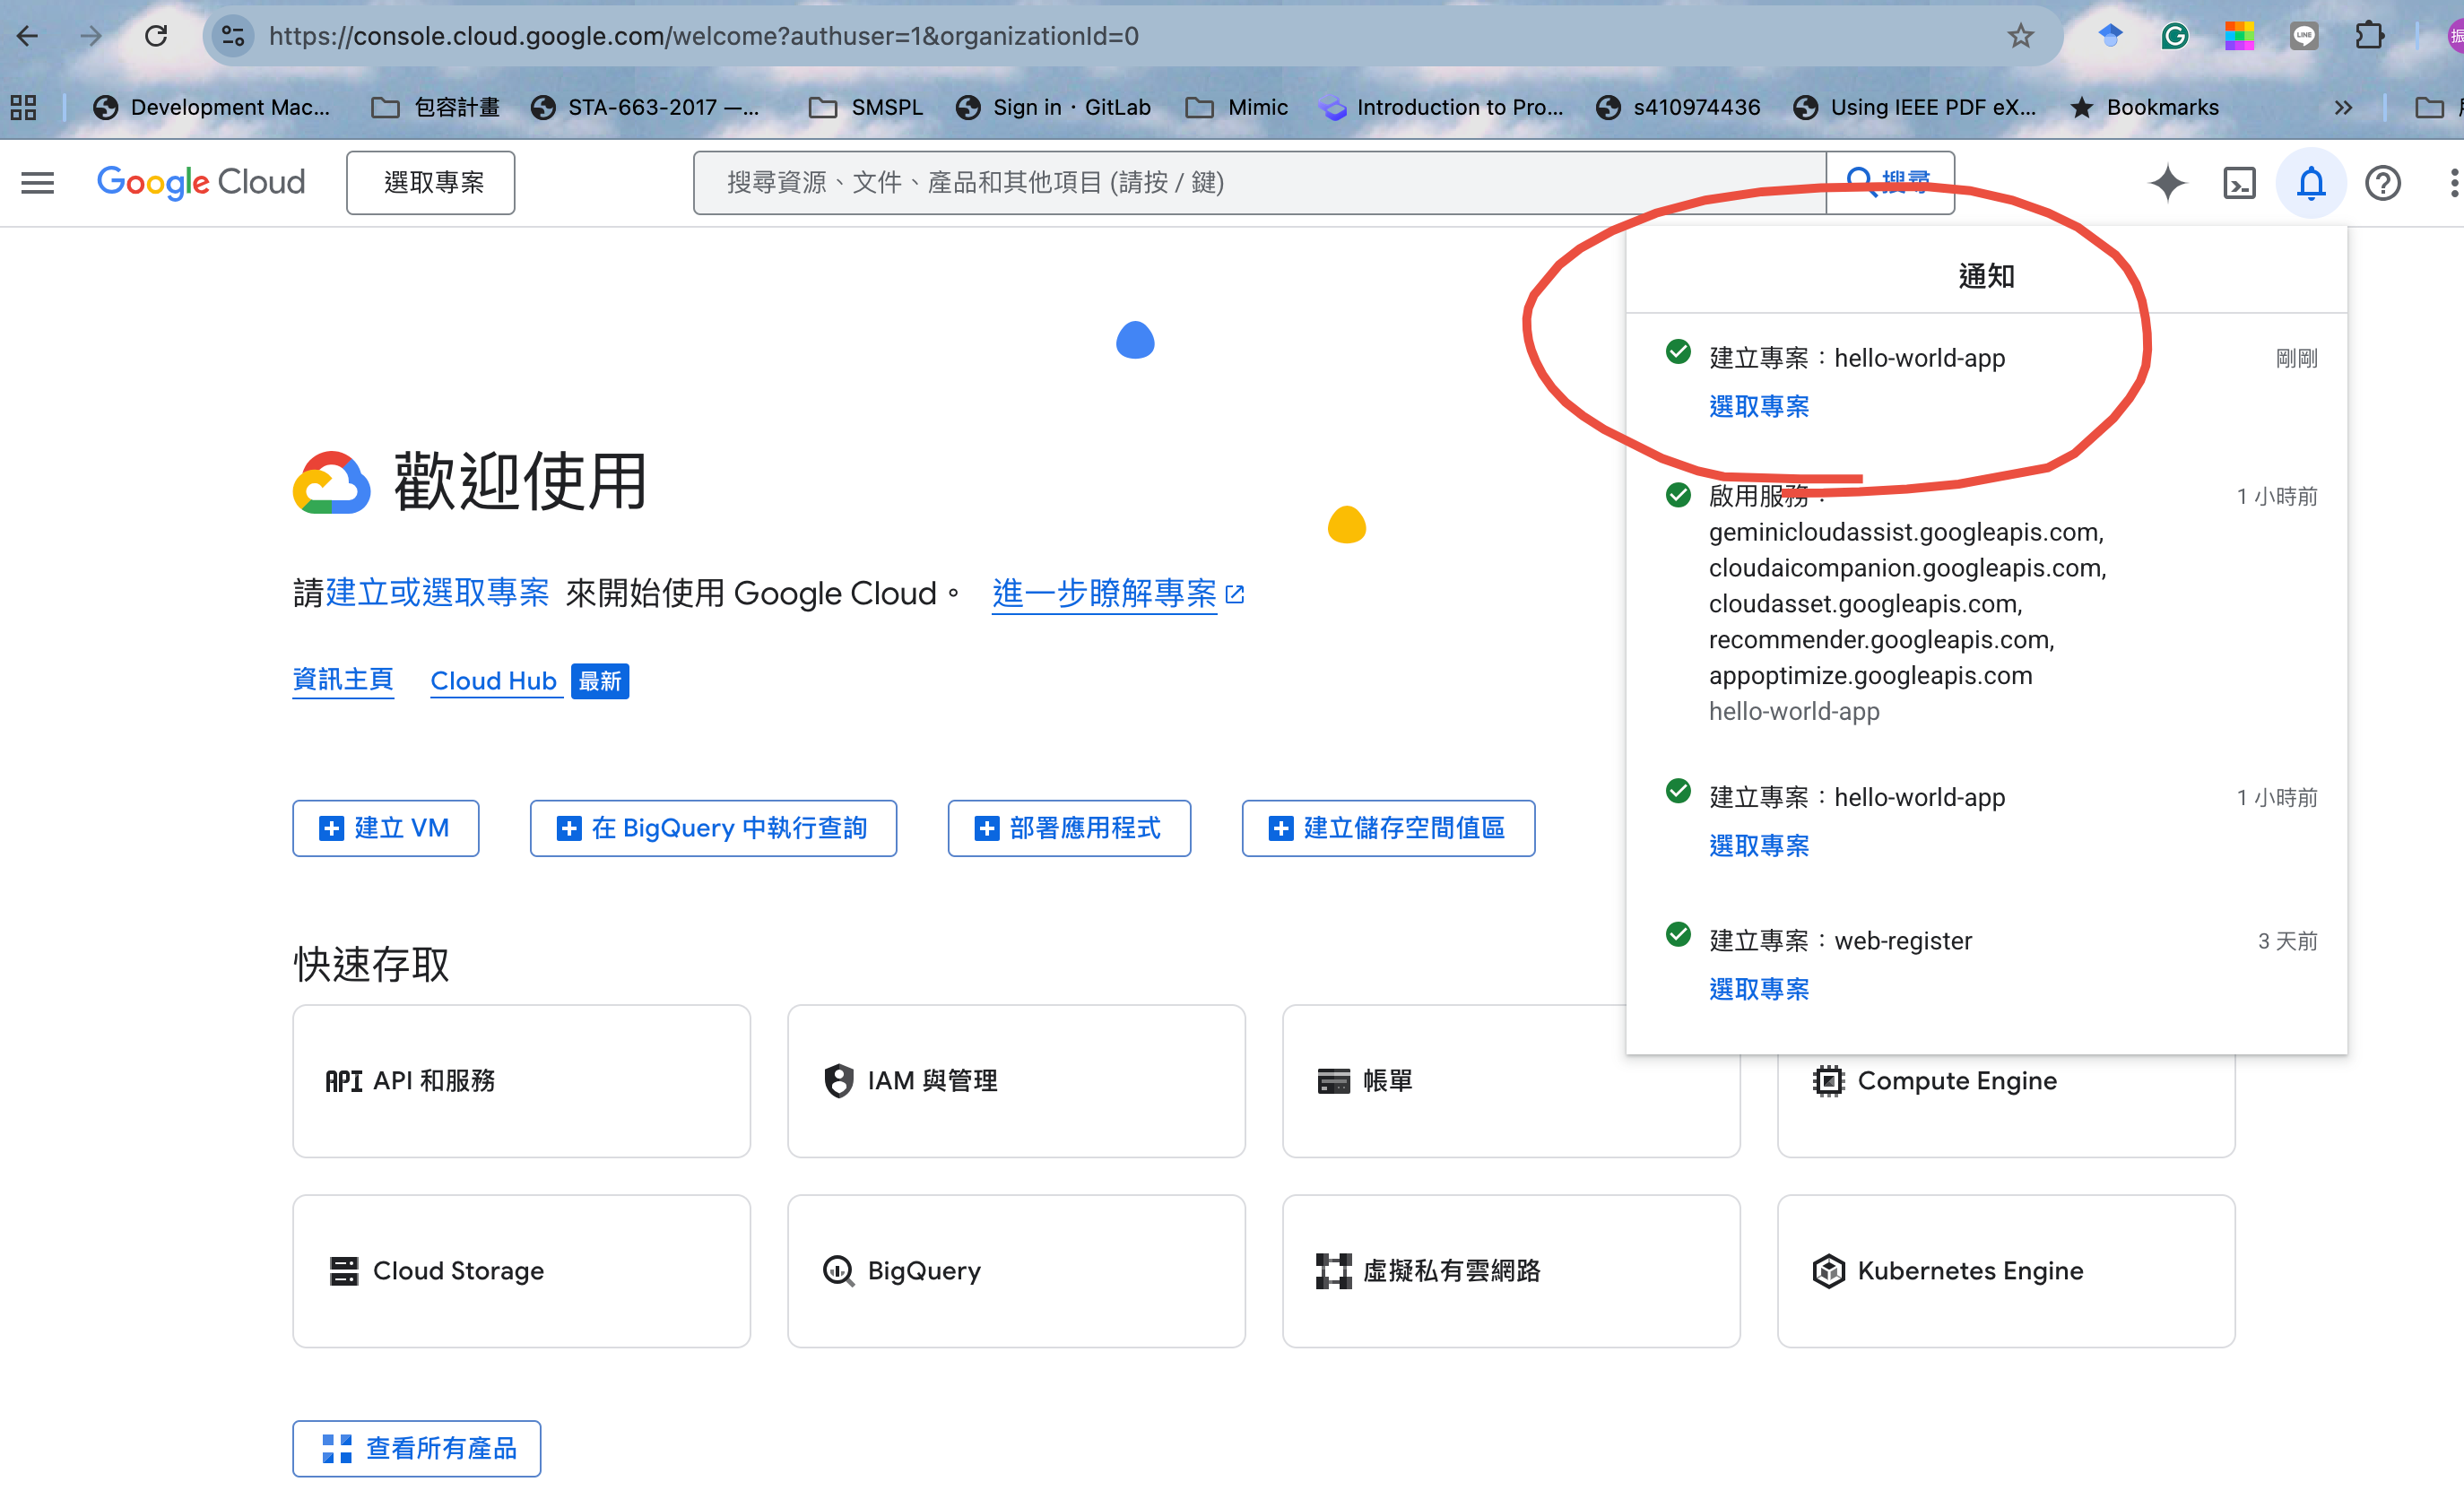 https://console.cloud.google.com/welcome?authuser=1&organizationId=0
振
Development Mac...
包容計畫
STA-663-2017 —...
SMSPL
Sign in · GitLab
Mimic
Introduction to Pro...
s410974436
Using IEEE PDF eX...
Bookmarks
Google Cloud
選取專案
搜尋資源、文件、產品和其他項目 (請按 / 鍵)
搜尋
通知
建立專案：hello-world-app
剛剛
選取專案
啟用服務：
1 小時前
geminicloudassist.googleapis.com,
cloudaicompanion.googleapis.com,
cloudasset.googleapis.com,
recommender.googleapis.com,
appoptimize.googleapis.com
hello-world-app
建立專案：hello-world-app
1 小時前
選取專案
建立專案：web-register
3 天前
選取專案
歡迎使用
請建立或選取專案 來開始使用 Google Cloud。 進一步瞭解專案
資訊主頁
Cloud Hub 最新
建立 VM
在 BigQuery 中執行查詢
部署應用程式
建立儲存空間值區
快速存取
API API 和服務
IAM 與管理
帳單
Compute Engine
Cloud Storage
BigQuery
虛擬私有雲網路
Kubernetes Engine
查看所有產品